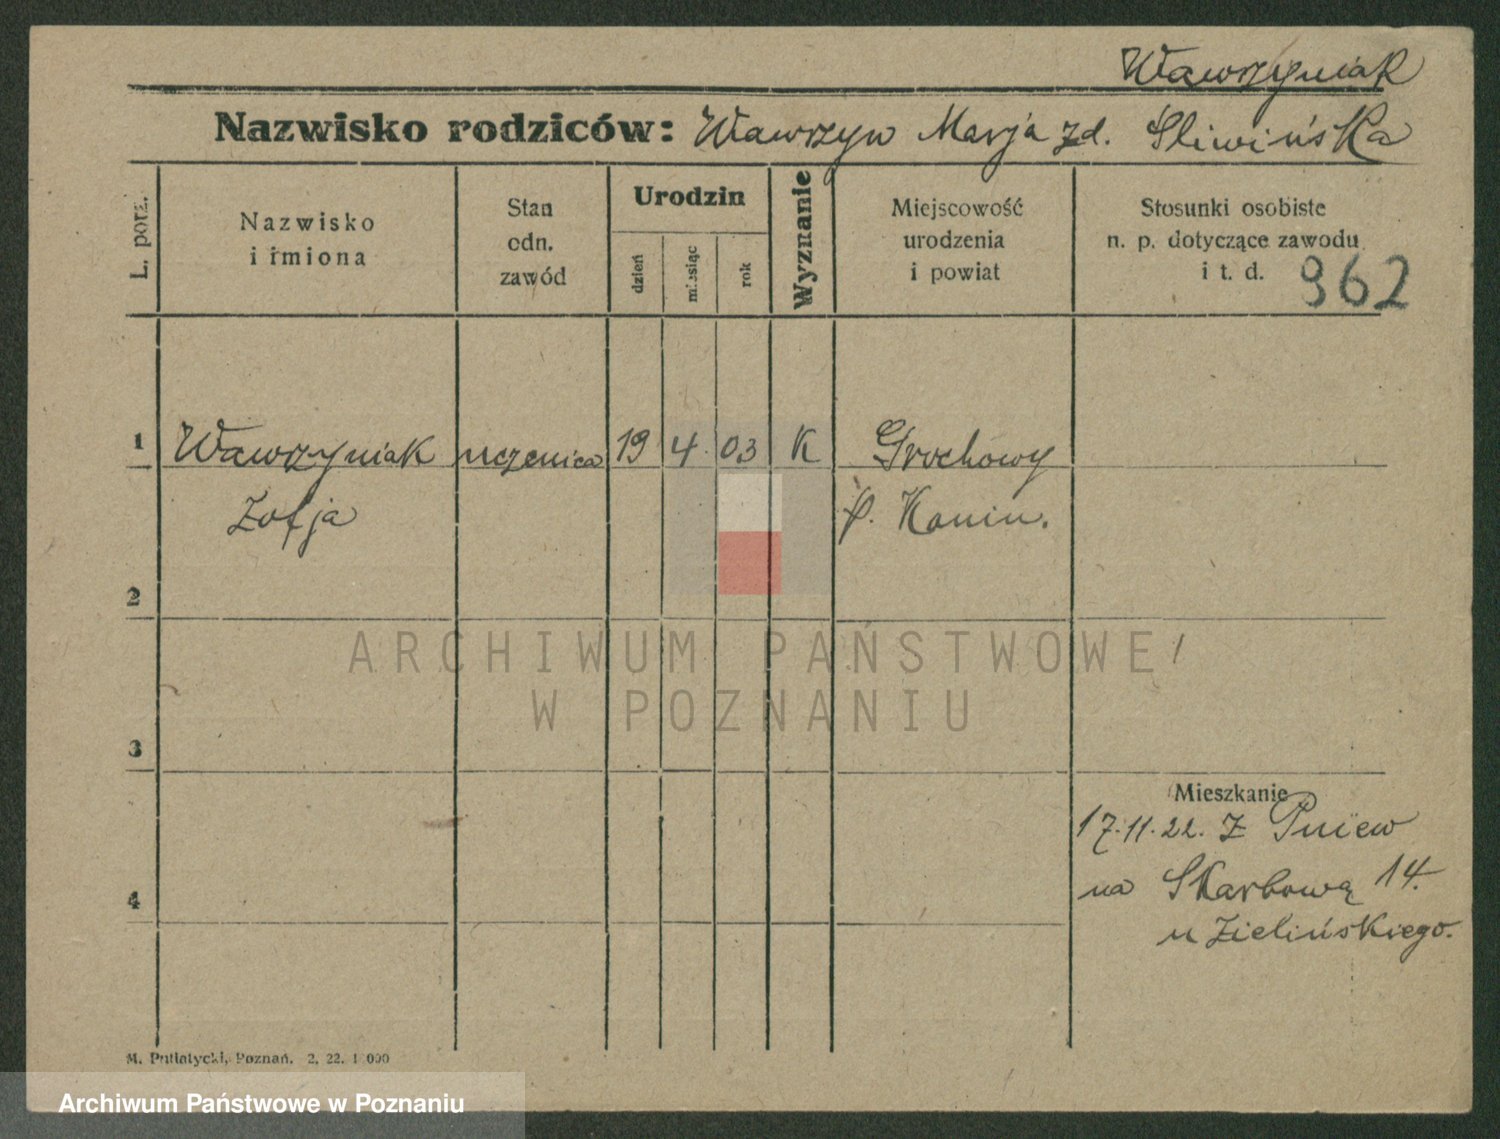 Wawrzyniak
Nazwisko rodziców: Wawrzyn Marja zd. Śliwińska
L. porz.
Nazwisko
i imiona
Stan
odn.
zawód
Urodzin
dzień
miesiąc
rok
Wyznanie
Miejscowość
urodzenia
i powiat
Stosunki osobiste
n. p. dotyczące zawodu
i t. d. 962
1 Wawrzyniak uczenica 19 4. 03 K Grochowy
Zofja p. Konin.
2
ARCHIWUM PAŃSTWOWE
W POZNANIU
3
Mieszkanie
17.11.22. Z Pniew
na Skarbową 14.
4
u Zielińskiego.
M. Putiatycki, Poznań. 2. 22. 1 000
Archiwum Państwowe w Poznaniu